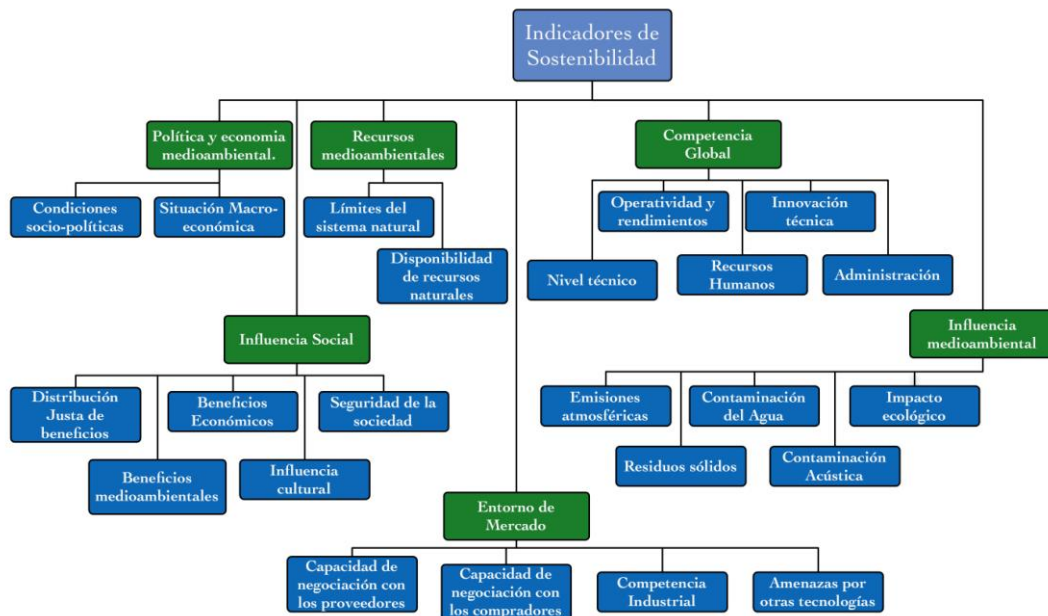 Indicadores de
Sostenibilidad
Política y economia
medioambiental.
Recursos
medioambientales
Competencia
Global
Condiciones
socio-políticas
Situación Macro-
económica
Límites del
sistema natural
Disponibilidad
de recursos
naturales
Operatividad y
rendimientos
Innovación
técnica
Nivel técnico
Recursos
Humanos
Administración
Influencia Social
Influencia
medioambiental
Distribución
Justa de
beneficios
Beneficios
Económicos
Seguridad de la
sociedad
Beneficios
medioambientales
Influencia
cultural
Emisiones
atmosféricas
Contaminación
del Agua
Impacto
ecológico
Residuos sólidos
Contaminación
Acústica
Entorno de
Mercado
Capacidad de
negociación con
los proveedores
Capacidad de
negociación con
los compradores
Competencia
Industrial
Amenazas por
otras tecnologías